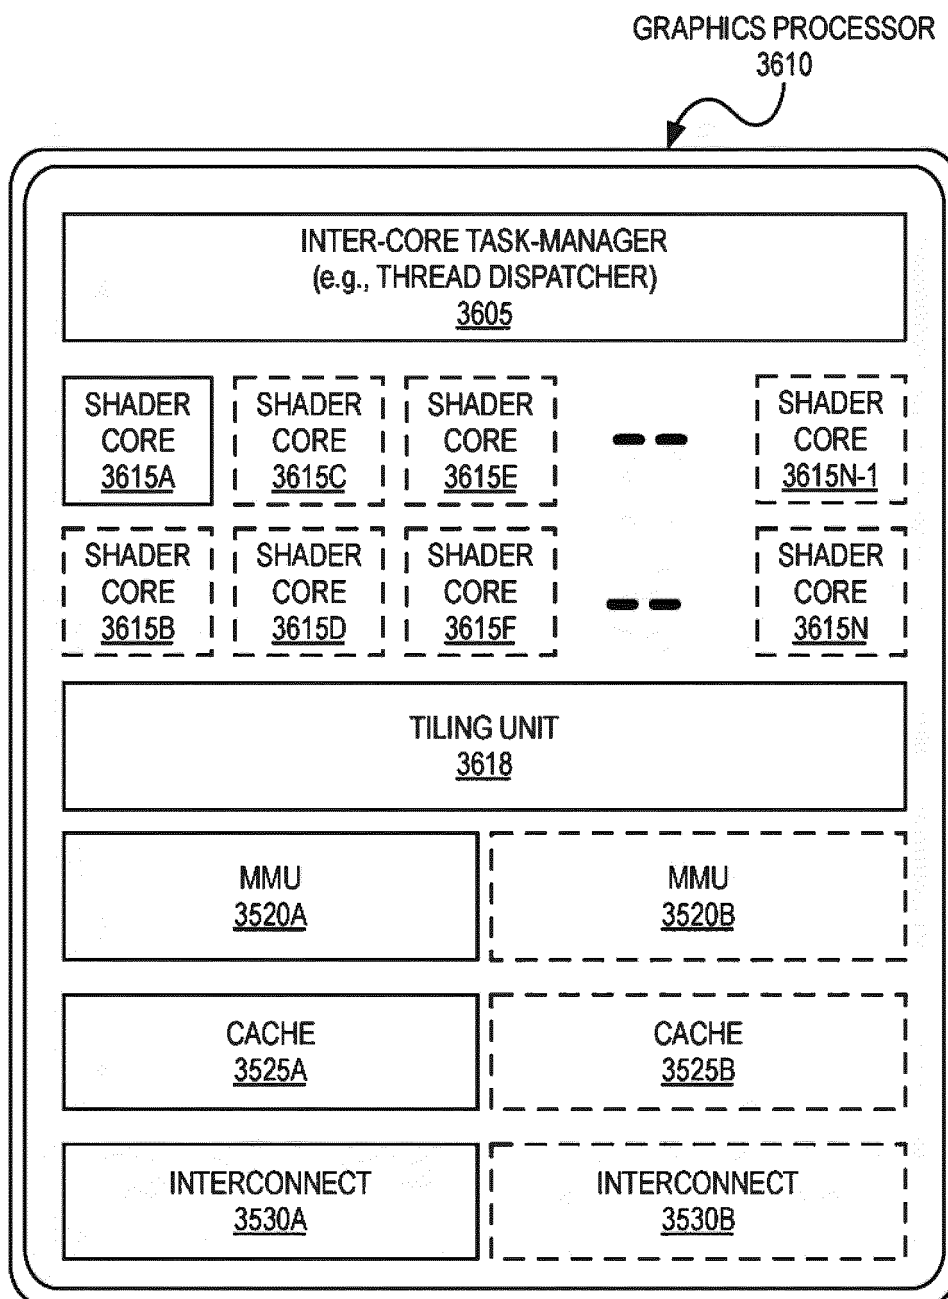 GRAPHICS PROCESSOR
3610
INTER-CORE TASK-MANAGER
(e.g., THREAD DISPATCHER)
3605
SHADER
CORE
3615A
SHADER
CORE
3615C
SHADER
CORE
3615E
SHADER
CORE
3615N-1
SHADER
CORE
3615B
SHADER
CORE
3615D
SHADER
CORE
3615F
SHADER
CORE
3615N
TILING UNIT
3618
MMU
3520A
MMU
3520B
CACHE
3525A
CACHE
3525B
INTERCONNECT
3530A
INTERCONNECT
3530B